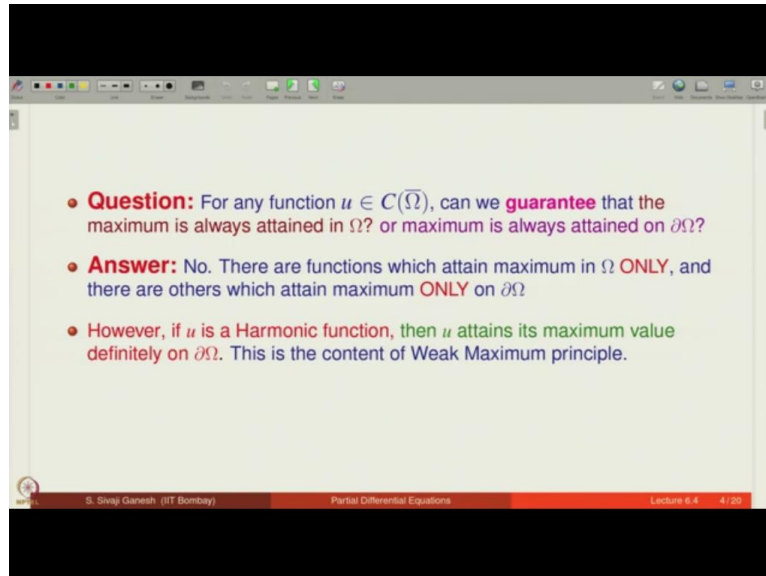 Question: For any function u ∈ C(Ω̅), can we guarantee that the
maximum is always attained in Ω? or maximum is always attained on ∂Ω?
Answer: No. There are functions which attain maximum in Ω ONLY, and
there are others which attain maximum ONLY on ∂Ω
However, if u is a Harmonic function, then u attains its maximum value
definitely on ∂Ω. This is the content of Weak Maximum principle.
S. Sivaji Ganesh (IIT Bombay) Partial Differential Equations Lecture 6.4 4/20